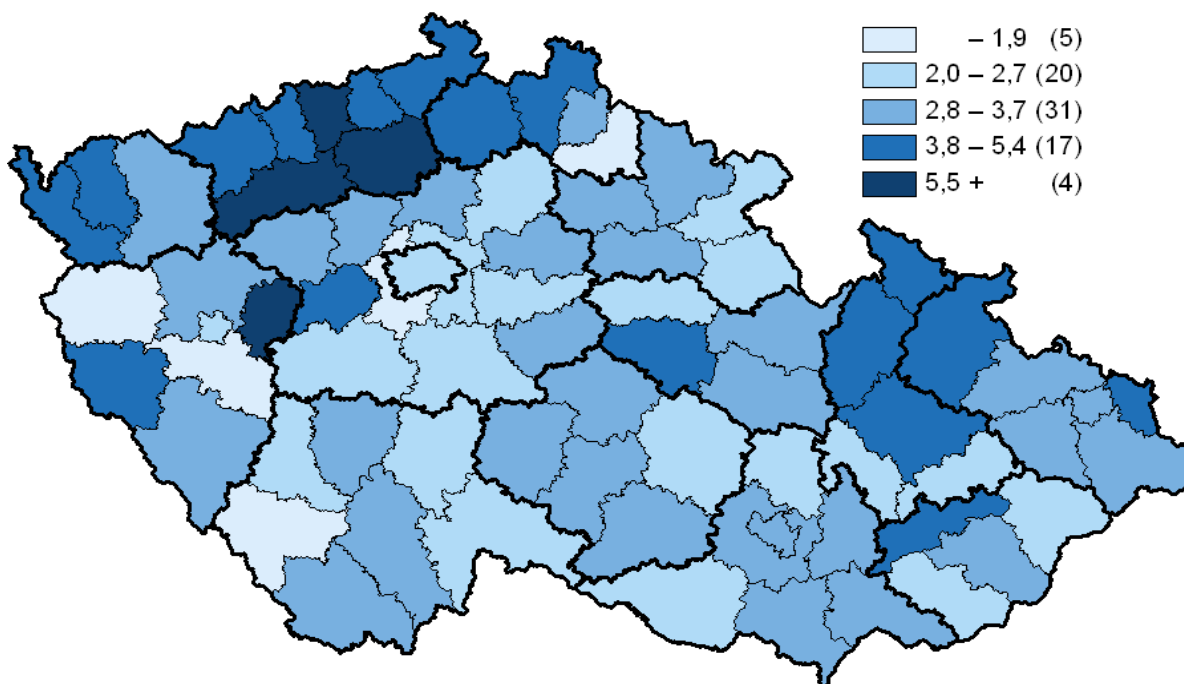 – 1,9 (5)
2,0 – 2,7 (20)
2,8 – 3,7 (31)
3,8 – 5,4 (17)
5,5 + (4)